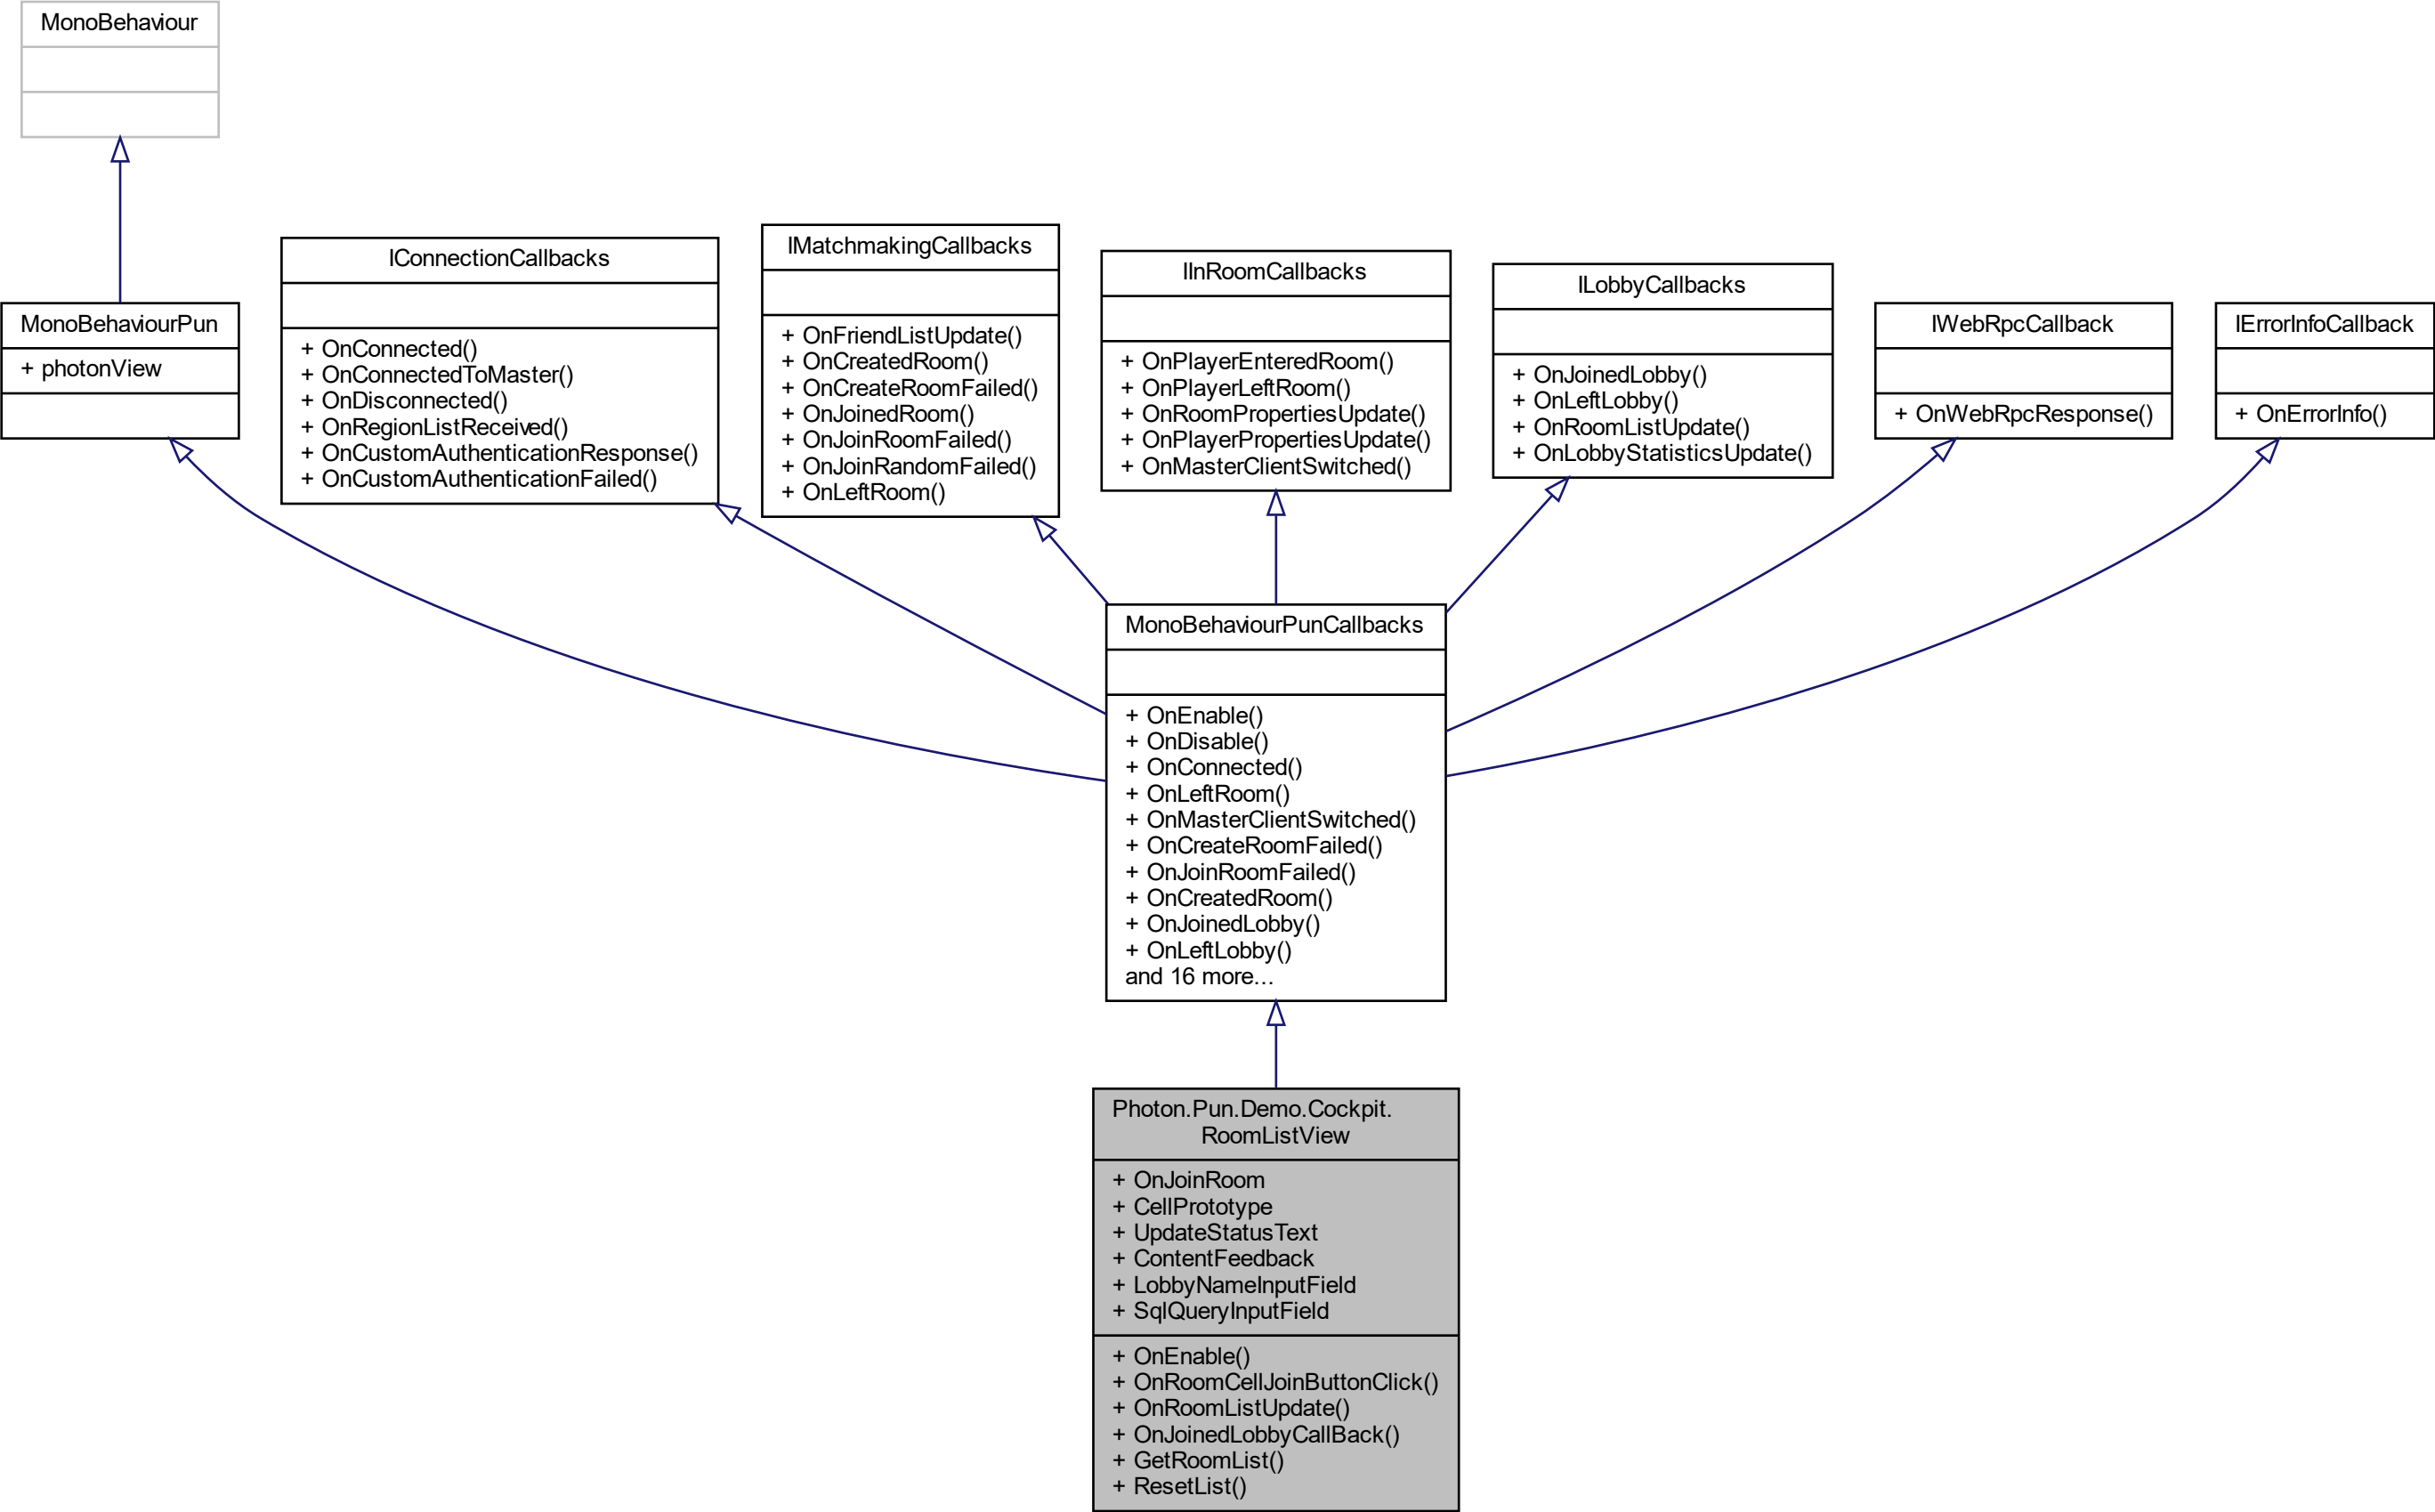 MonoBehaviour
MonoBehaviourPun
+ photonView
IConnectionCallbacks
+ OnConnected()
+ OnConnectedToMaster()
+ OnDisconnected()
+ OnRegionListReceived()
+ OnCustomAuthenticationResponse()
+ OnCustomAuthenticationFailed()
IMatchmakingCallbacks
+ OnFriendListUpdate()
+ OnCreatedRoom()
+ OnCreateRoomFailed()
+ OnJoinedRoom()
+ OnJoinRoomFailed()
+ OnJoinRandomFailed()
+ OnLeftRoom()
IInRoomCallbacks
+ OnPlayerEnteredRoom()
+ OnPlayerLeftRoom()
+ OnRoomPropertiesUpdate()
+ OnPlayerPropertiesUpdate()
+ OnMasterClientSwitched()
ILobbyCallbacks
+ OnJoinedLobby()
+ OnLeftLobby()
+ OnRoomListUpdate()
+ OnLobbyStatisticsUpdate()
IWebRpcCallback
+ OnWebRpcResponse()
IErrorInfoCallback
+ OnErrorInfo()
MonoBehaviourPunCallbacks
+ OnEnable()
+ OnDisable()
+ OnConnected()
+ OnLeftRoom()
+ OnMasterClientSwitched()
+ OnCreateRoomFailed()
+ OnJoinRoomFailed()
+ OnCreatedRoom()
+ OnJoinedLobby()
+ OnLeftLobby()
and 16 more...
Photon.Pun.Demo.Cockpit.
RoomListView
+ OnJoinRoom
+ CellPrototype
+ UpdateStatusText
+ ContentFeedback
+ LobbyNameInputField
+ SqlQueryInputField
+ OnEnable()
+ OnRoomCellJoinButtonClick()
+ OnRoomListUpdate()
+ OnJoinedLobbyCallBack()
+ GetRoomList()
+ ResetList()